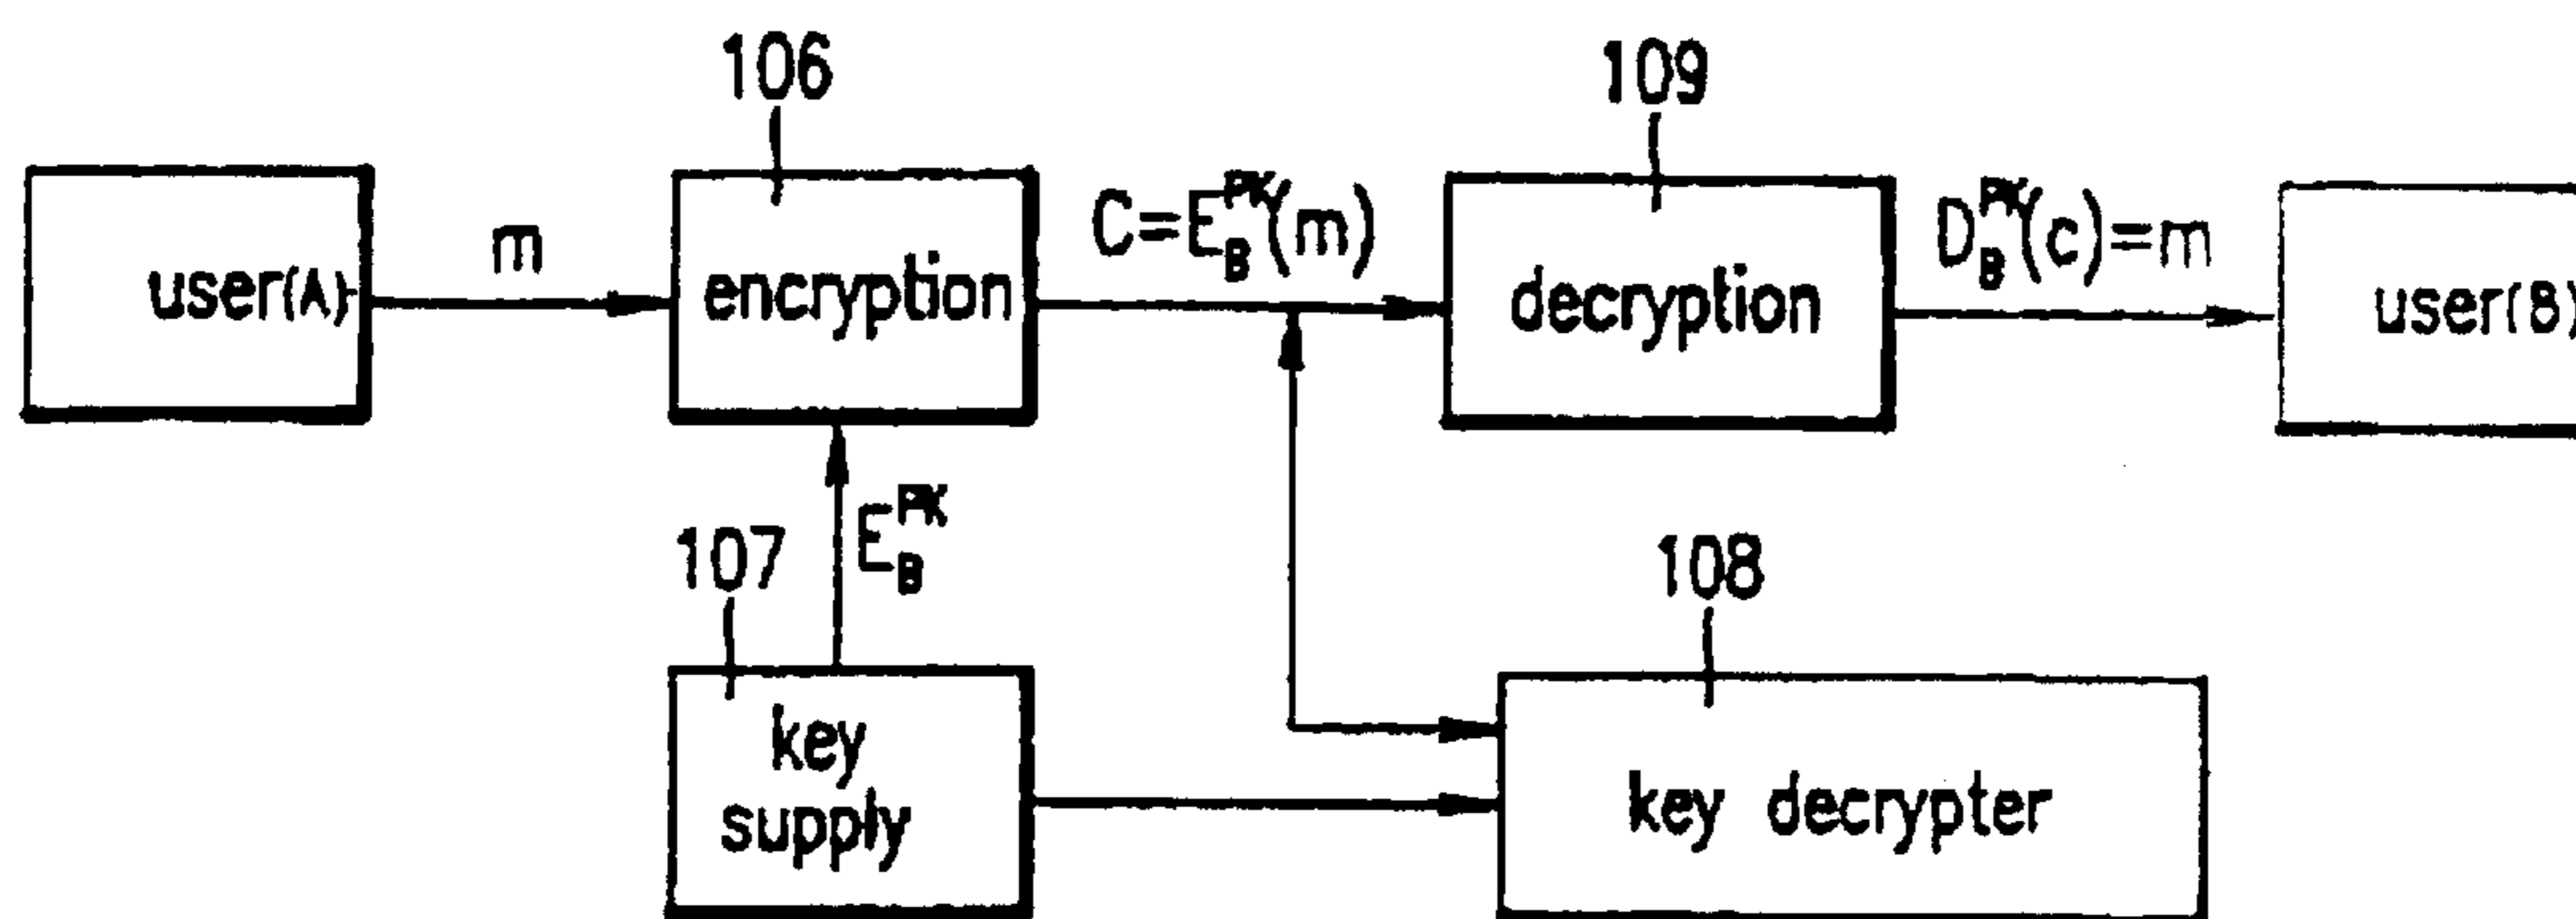 106
109
user(A)
m
encryption
C=E_B^PK(m)
decryption
D_B^PK(c)=m
user(B)
E_B^PK
107
108
key
supply
key decrypter